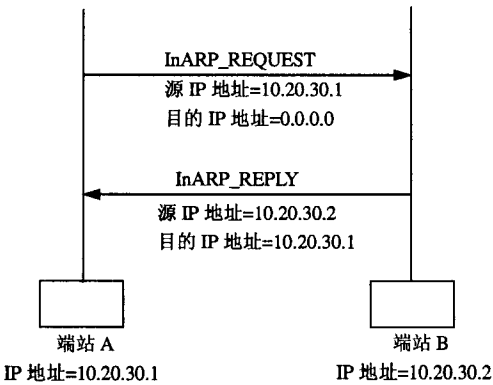 InARP_REQUEST
源 IP 地址=10.20.30.1
目的 IP 地址=0.0.0.0
InARP_REPLY
源 IP 地址=10.20.30.2
目的 IP 地址=10.20.30.1
端站 A
端站 B
IP 地址=10.20.30.1
IP 地址=10.20.30.2